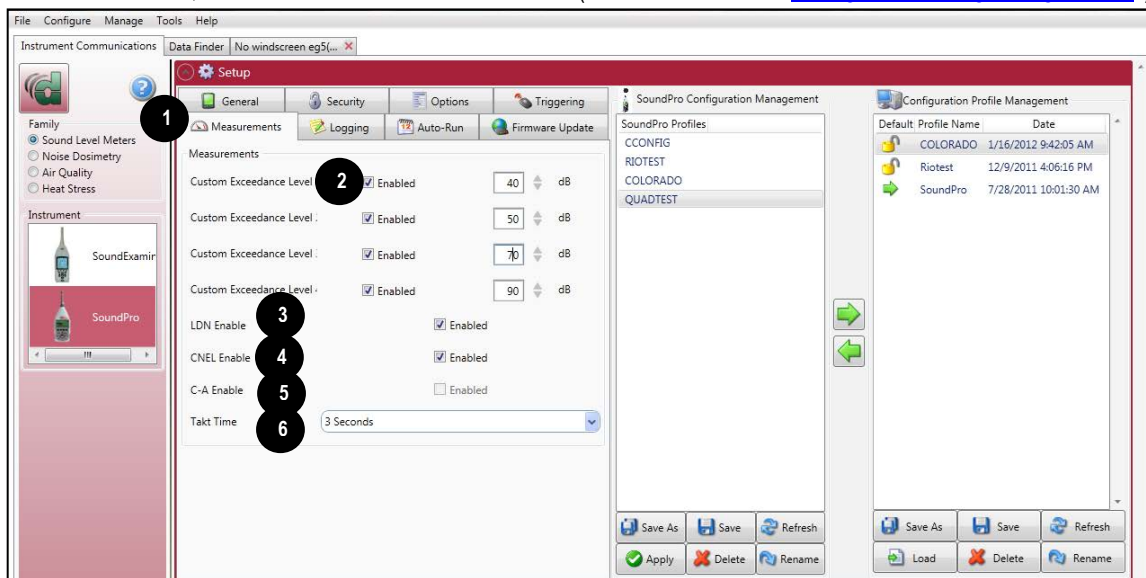 File Configure Manage Tools Help
Instrument Communications Data Finder No windscreen eg5(...
Setup
General Security Options Triggering
Measurements Logging Auto-Run Firmware Update
1
Family
Sound Level Meters
Noise Dosimetry
Air Quality
Heat Stress
Instrument
SoundExamir
SoundPro
Measurements
Custom Exceedance Level 2 Enabled 40 dB
Custom Exceedance Level Enabled 50 dB
Custom Exceedance Level Enabled 70 dB
Custom Exceedance Level Enabled 90 dB
LDN Enable 3 Enabled
CNEL Enable 4 Enabled
C-A Enable 5 Enabled
Takt Time 6 3 Seconds
SoundPro Configuration Management
SoundPro Profiles
CCONFIG
RIOTEST
COLORADO
QUADTEST
Save As Save Refresh
Apply Delete Rename
Configuration Profile Management
Default Profile Name Date
COLORADO 1/16/2012 9:42:05 AM
Riotest 12/9/2011 4:06:16 PM
SoundPro 7/28/2011 10:01:30 AM
Save As Save Refresh
Load Delete Rename